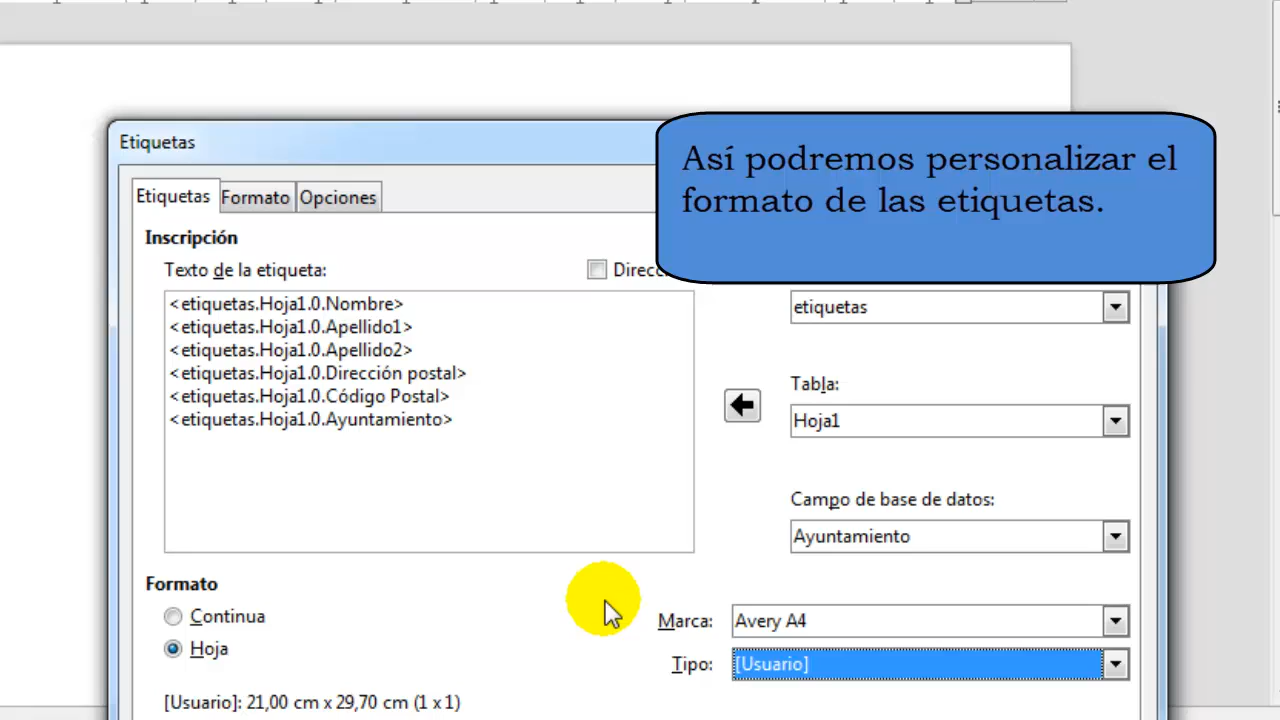 Etiquetas
Así podremos personalizar el
formato de las etiquetas.
Etiquetas Formato Opciones
Inscripción
Texto de la etiqueta:
<etiquetas.Hoja1.0.Nombre>
<etiquetas.Hoja1.0.Apellido1>
<etiquetas.Hoja1.0.Apellido2>
<etiquetas.Hoja1.0.Dirección postal>
<etiquetas.Hoja1.0.Código Postal>
<etiquetas.Hoja1.0.Ayuntamiento>
etiquetas
Tabla:
Hoja1
Campo de base de datos:
Ayuntamiento
Formato
Continua
Hoja
Marca: Avery A4
Tipo: [Usuario]
[Usuario]: 21,00 cm x 29,70 cm (1 x 1)